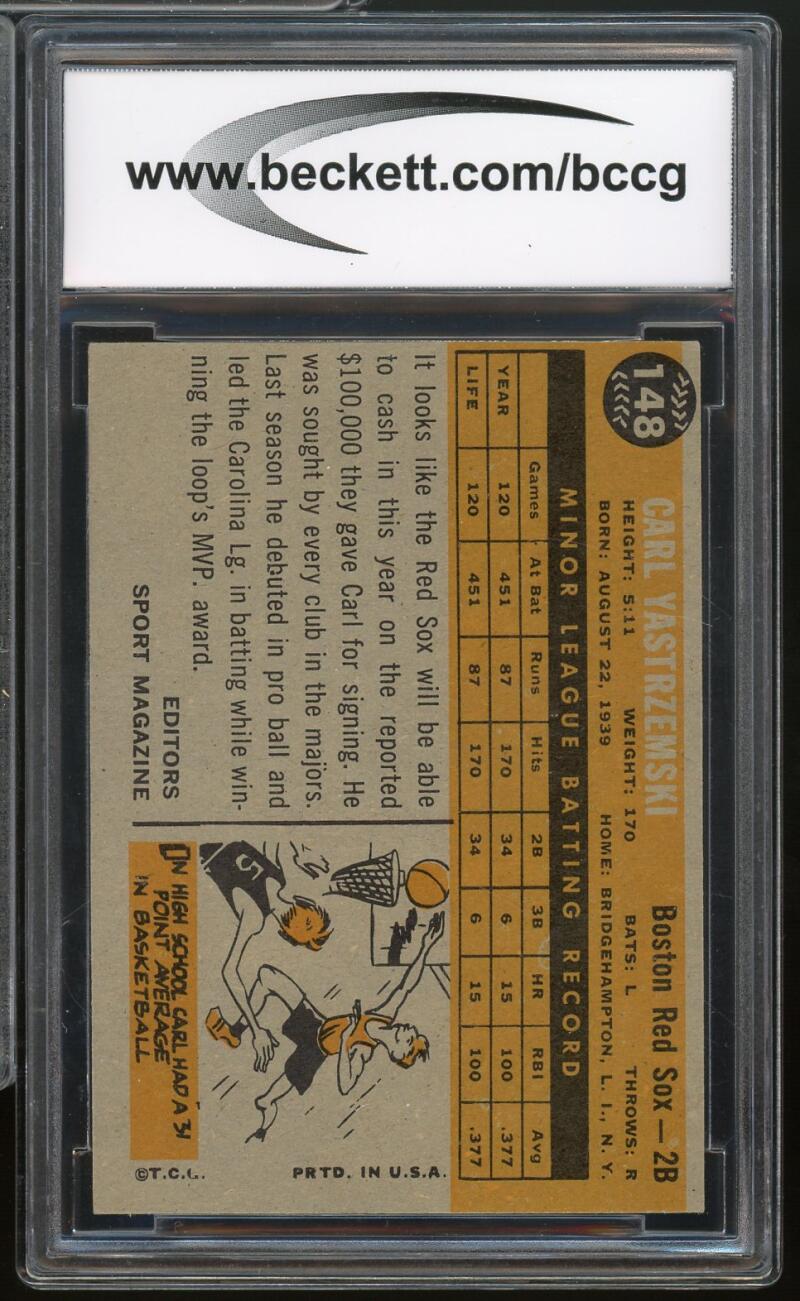 www.beckett.com/bccg
148
CARL YASTRZEMSKI
Boston Red Sox—2B
HEIGHT: 5:11 WEIGHT: 170 BATS: L THROWS: R
BORN: AUGUST 22, 1939 HOME: BRIDGEHAMPTON, L. I., N. Y.
MINOR LEAGUE BATTING RECORD
Games At Bat Runs Hits 2B 3B HR RBI Avg
YEAR 120 451 87 170 34 6 15 100 .377
LIFE 120 451 87 170 34 6 15 100 .377
It looks like the Red Sox will be able
to cash in this year on the reported
$100,000 they gave Carl for signing. He
was sought by every club in the majors.
Last season he debuted in pro ball and
led the Carolina Lg. in batting while win-
ning the loop's MVP. award.
EDITORS
SPORT MAGAZINE
5
IN HIGH SCHOOL CARL HAD A 31
POINT AVERAGE
IN BASKETBALL
©T.C.G.
PRTD. IN U.S.A.